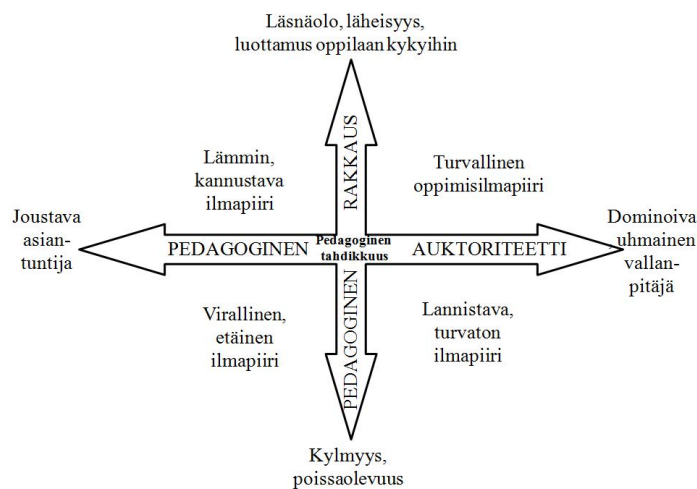 Läsnäolo, läheisyys,
luottamus oppilaan kykyihin
RAKKAUS
Lämmin,
kannustava
ilmapiiri
Turvallinen
oppimisilmapiiri
Joustava
asian-
tuntija
PEDAGOGINEN
Pedagoginen
tahdikkuus
AUKTORITEETTI
Dominoiva
uhmainen
vallan-
pitäjä
PEDAGOGINEN
Virallinen,
etäinen
ilmapiiri
Lannistava,
turvaton
ilmapiiri
Kylmyys,
poissaolevuus